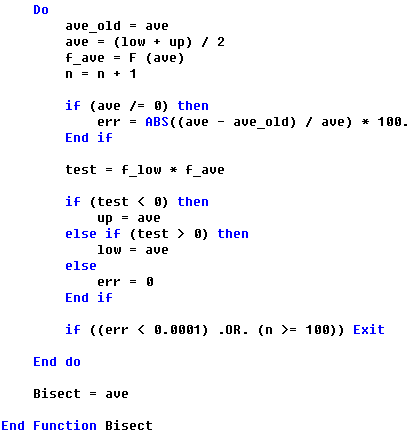 Do
ave_old = ave
ave = (low + up) / 2
f_ave = F (ave)
n = n + 1
if (ave /= 0) then
err = ABS((ave - ave_old) / ave) * 100.
End if
test = f_low * f_ave
if (test < 0) then
up = ave
else if (test > 0) then
low = ave
else
err = 0
End if
if ((err < 0.0001) .OR. (n >= 100)) Exit
End do
Bisect = ave
End Function Bisect